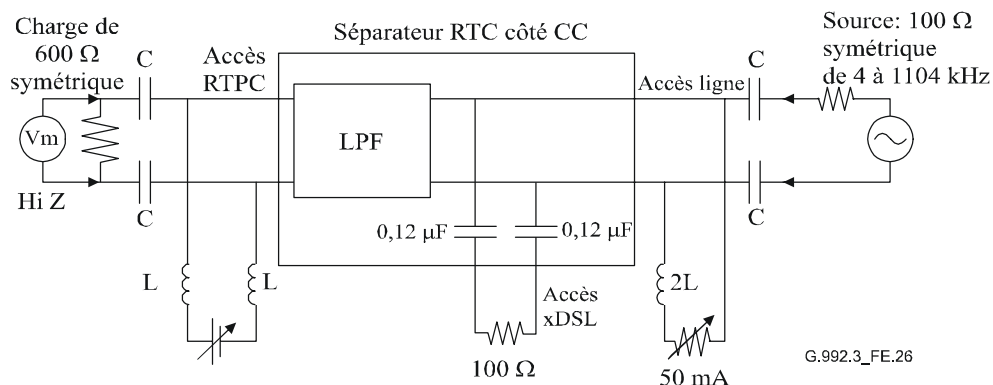 Charge de
600 Ω
symétrique
C
Accès
RTPC
Séparateur RTC côté CC
Accès ligne
C
Source: 100 Ω
symétrique
de 4 à 1104 kHz
Vm
LPF
Hi Z
C
C
0,12 µF
0,12 µF
L
L
2L
Accès
xDSL
100 Ω
50 mA
G.992.3_FE.26